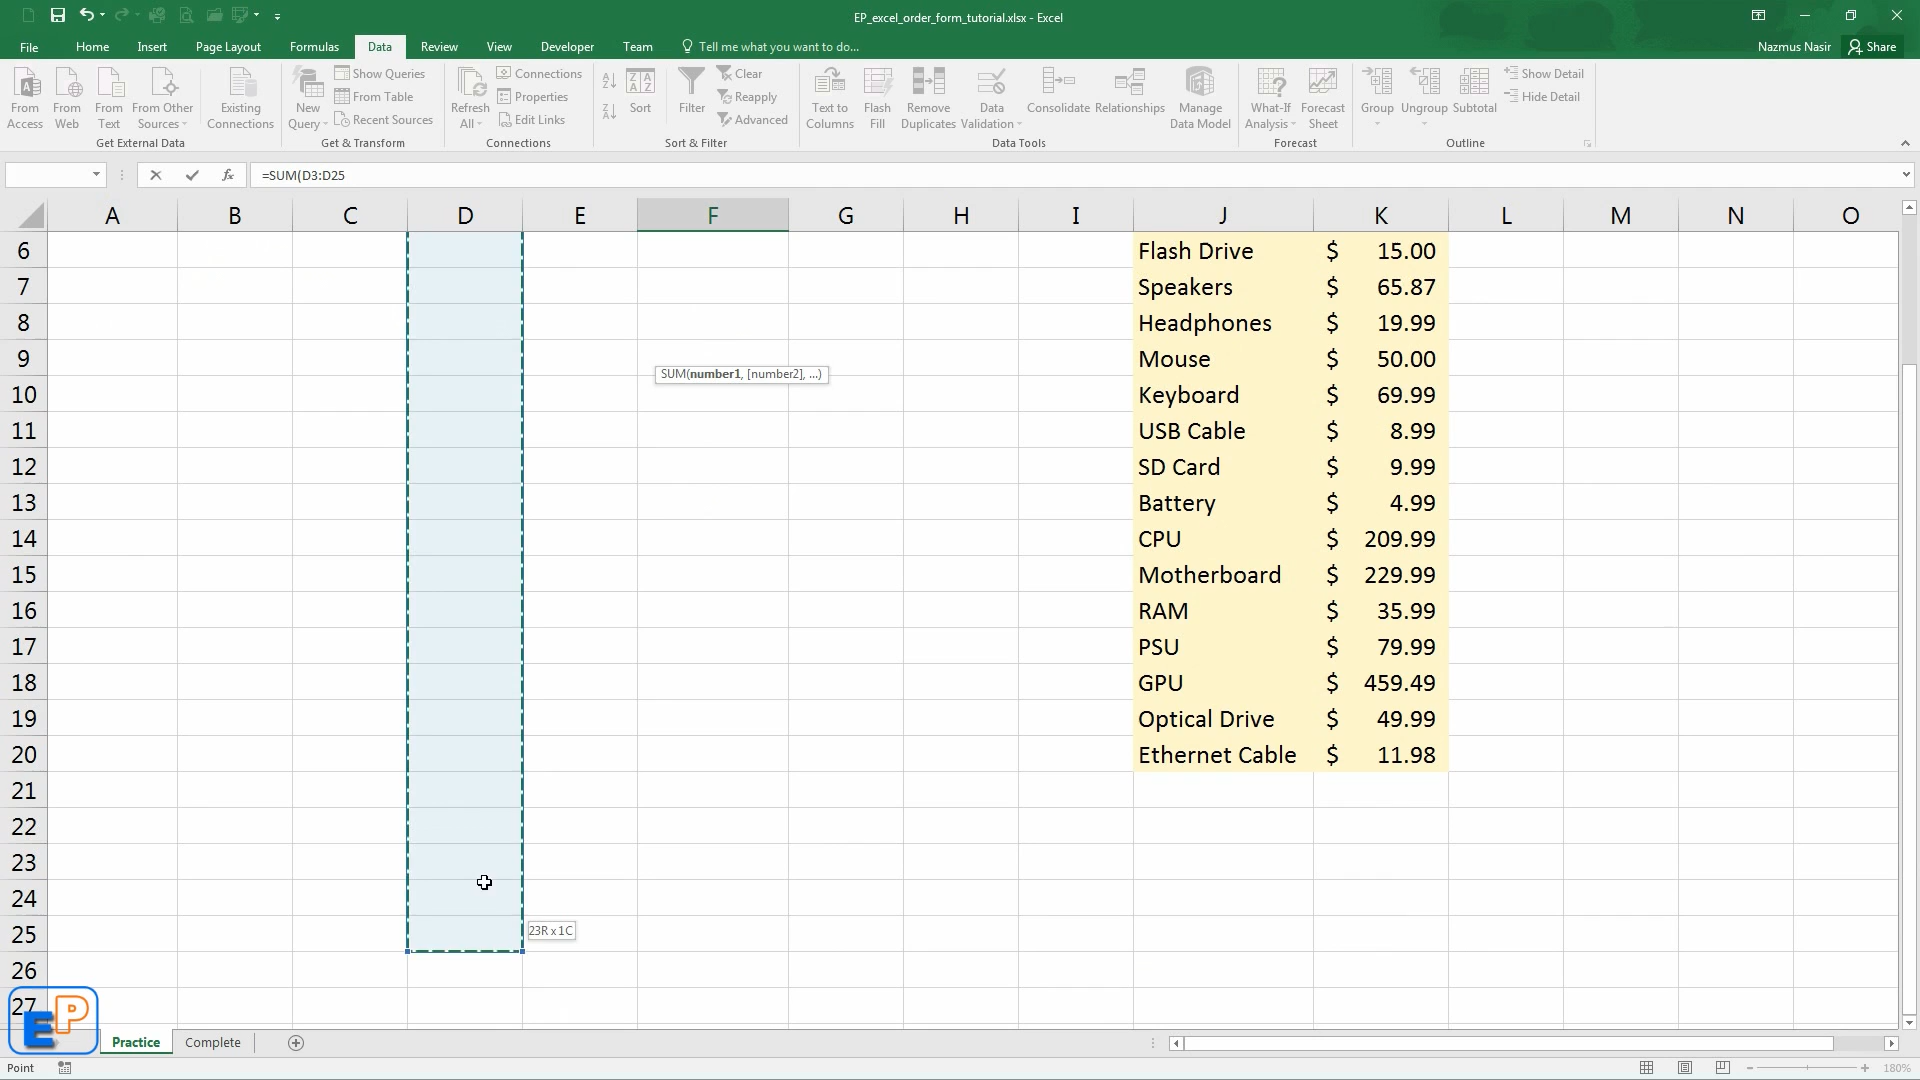 EP_excel_order_form_tutorial.xlsx - Excel
File Home Insert Page Layout Formulas Data Review View Developer Team Tell me what you want to do... Nazmus Nasir Share
From Access
From Web
From Text
From Other Sources
Existing Connections
Get External Data
New Query
Show Queries
From Table
Recent Sources
Get & Transform
Refresh All
Connections
Properties
Edit Links
Connections
Sort
Filter
Clear
Reapply
Advanced
Sort & Filter
Text to Columns
Flash Fill
Remove Duplicates
Data Validation
Consolidate
Relationships
Manage Data Model
Data Tools
What-If Analysis
Forecast Sheet
Forecast
Group
Ungroup
Subtotal
Show Detail
Hide Detail
Outline
fx =SUM(D3:D25
A B C D E F G H I J K L M N O
6 Flash Drive $ 15.00
7 Speakers $ 65.87
8 Headphones $ 19.99
9 Mouse $ 50.00
SUM(number1, [number2], ...)
10 Keyboard $ 69.99
11 USB Cable $ 8.99
12 SD Card $ 9.99
13 Battery $ 4.99
14 CPU $ 209.99
15 Motherboard $ 229.99
16 RAM $ 35.99
17 PSU $ 79.99
18 GPU $ 459.49
19 Optical Drive $ 49.99
20 Ethernet Cable $ 11.98
21
22
23
24
25 23R x 1C
26
27
EP
Practice Complete
Point 180%